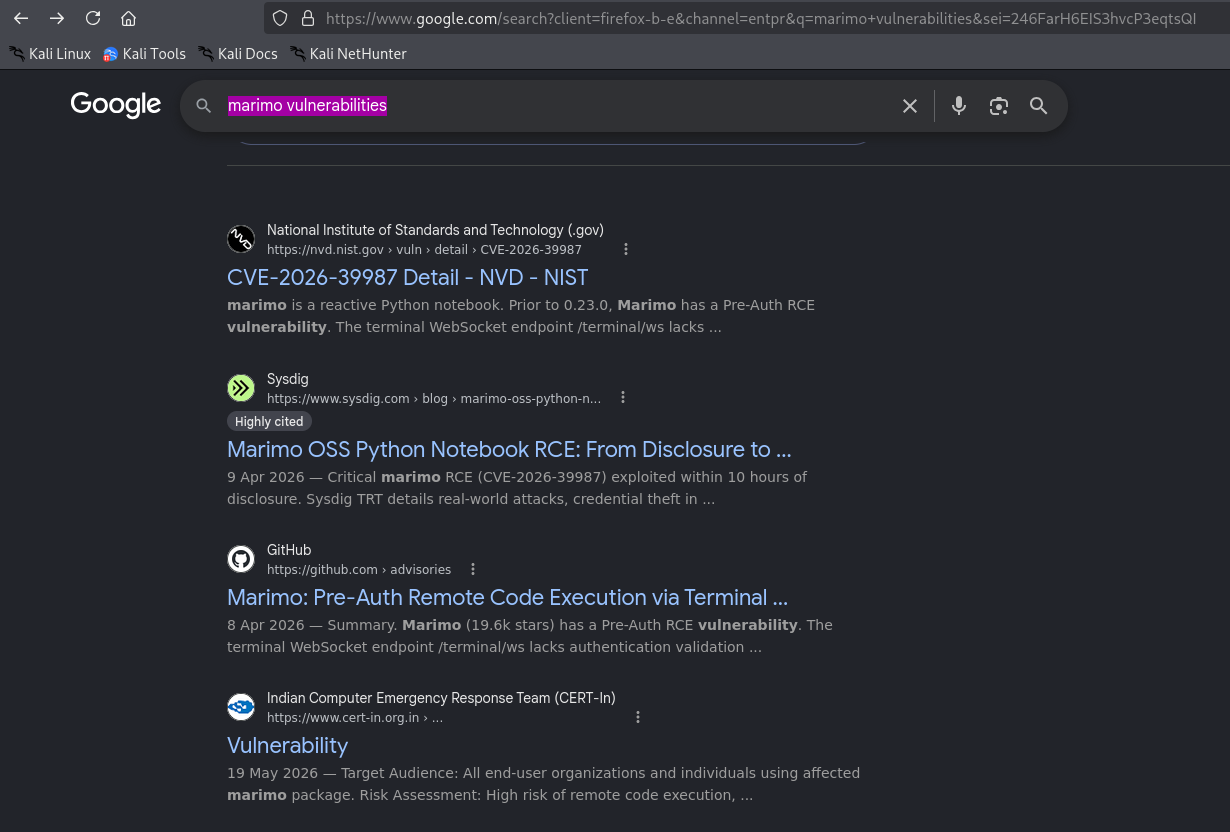 https://www.google.com/search?client=firefox-b-e&channel=entpr&q=marimo+vulnerabilities&sei=246FarH6EIS3hvcP3eqtsQI
Kali Linux Kali Tools Kali Docs Kali NetHunter
Google marimo vulnerabilities
National Institute of Standards and Technology (.gov)
https://nvd.nist.gov › vuln › detail › CVE-2026-39987
CVE-2026-39987 Detail - NVD - NIST
marimo is a reactive Python notebook. Prior to 0.23.0, Marimo has a Pre-Auth RCE
vulnerability. The terminal WebSocket endpoint /terminal/ws lacks ...
Sysdig
https://www.sysdig.com › blog › marimo-oss-python-n...
Highly cited
Marimo OSS Python Notebook RCE: From Disclosure to ...
9 Apr 2026 — Critical marimo RCE (CVE-2026-39987) exploited within 10 hours of
disclosure. Sysdig TRT details real-world attacks, credential theft in ...
GitHub
https://github.com › advisories
Marimo: Pre-Auth Remote Code Execution via Terminal ...
8 Apr 2026 — Summary. Marimo (19.6k stars) has a Pre-Auth RCE vulnerability. The
terminal WebSocket endpoint /terminal/ws lacks authentication validation ...
Indian Computer Emergency Response Team (CERT-In)
https://www.cert-in.org.in › ...
Vulnerability
19 May 2026 — Target Audience: All end-user organizations and individuals using affected
marimo package. Risk Assessment: High risk of remote code execution, ...